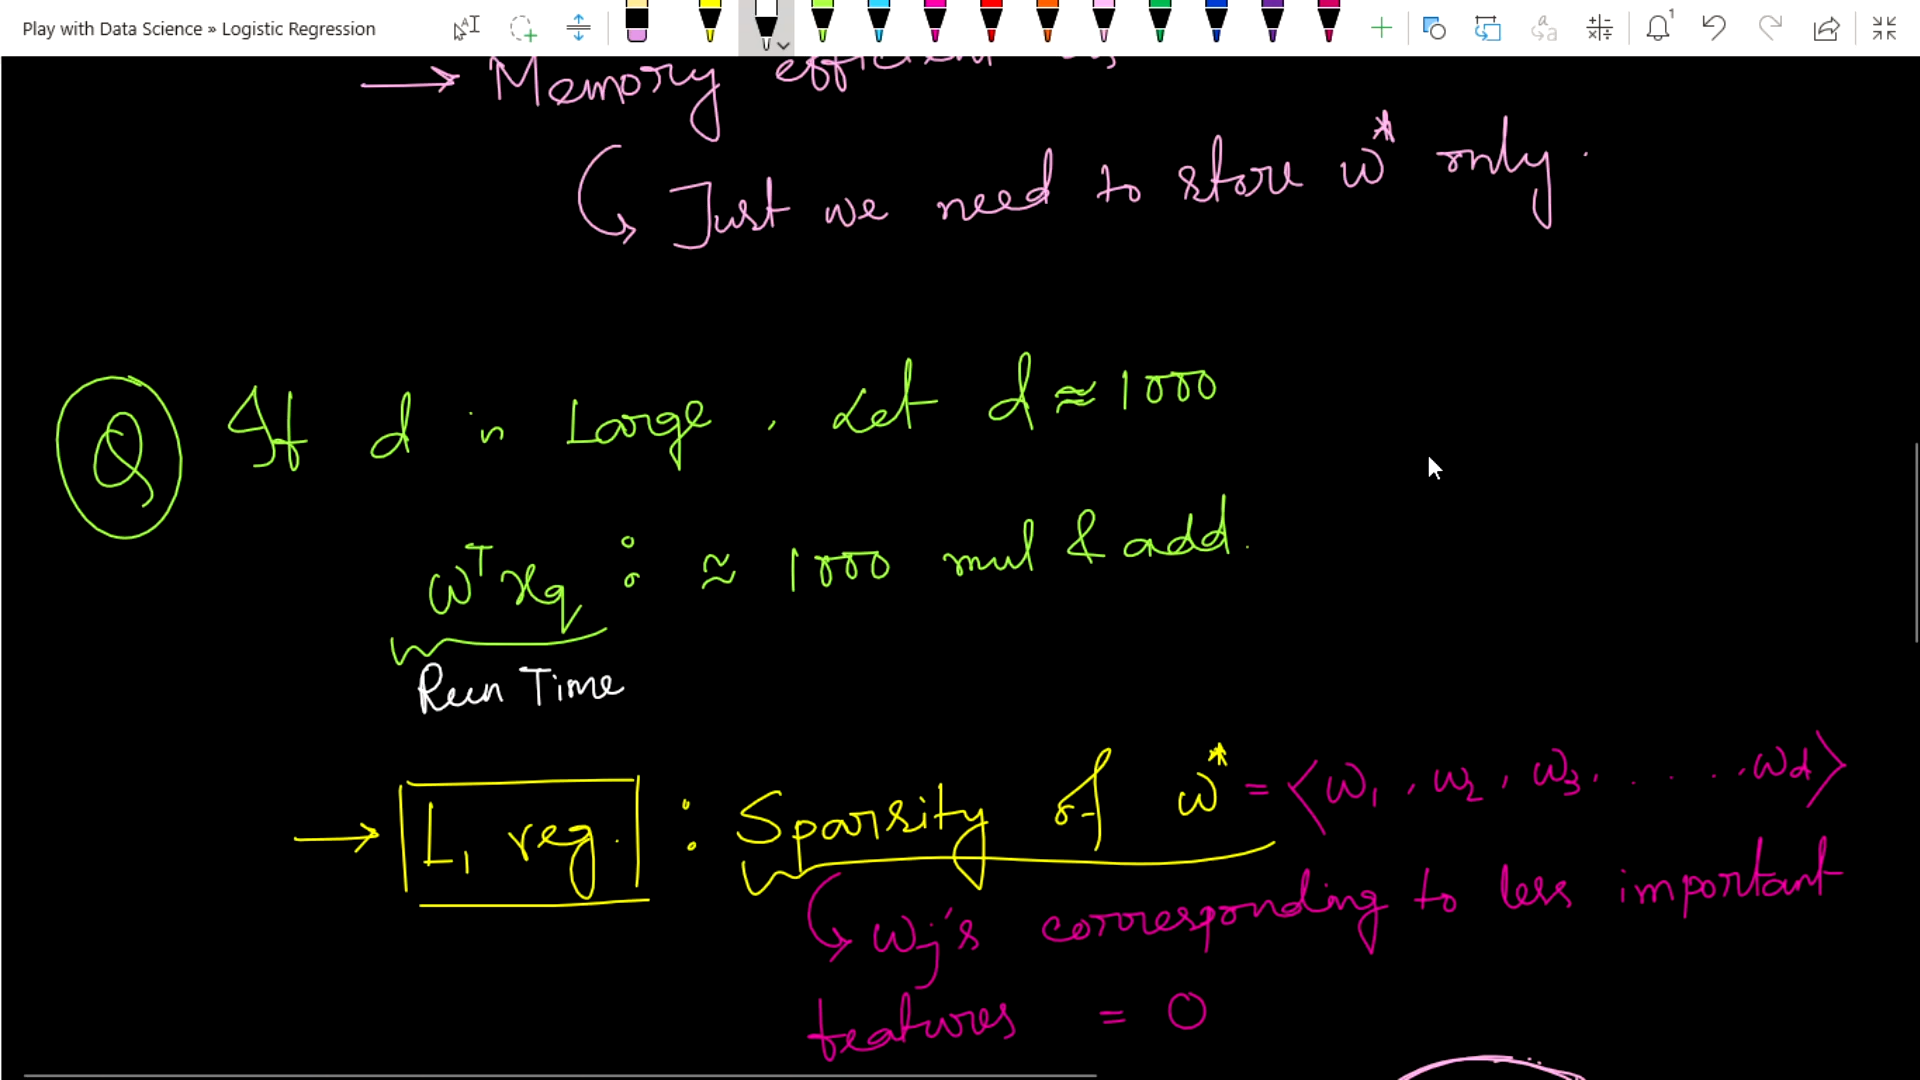 Play with Data Science » Logistic Regression
→ Memory efficient
Just we need to store w* only.
Q If d is Large, Let d ≈ 1000
wᵀxq : ≈ 1000 mul & add.
Run Time
→ L₁ reg. : Sparsity of w* = <w₁, w₂, w₃, . . . . . wd>
wj's corresponding to less important
features = 0